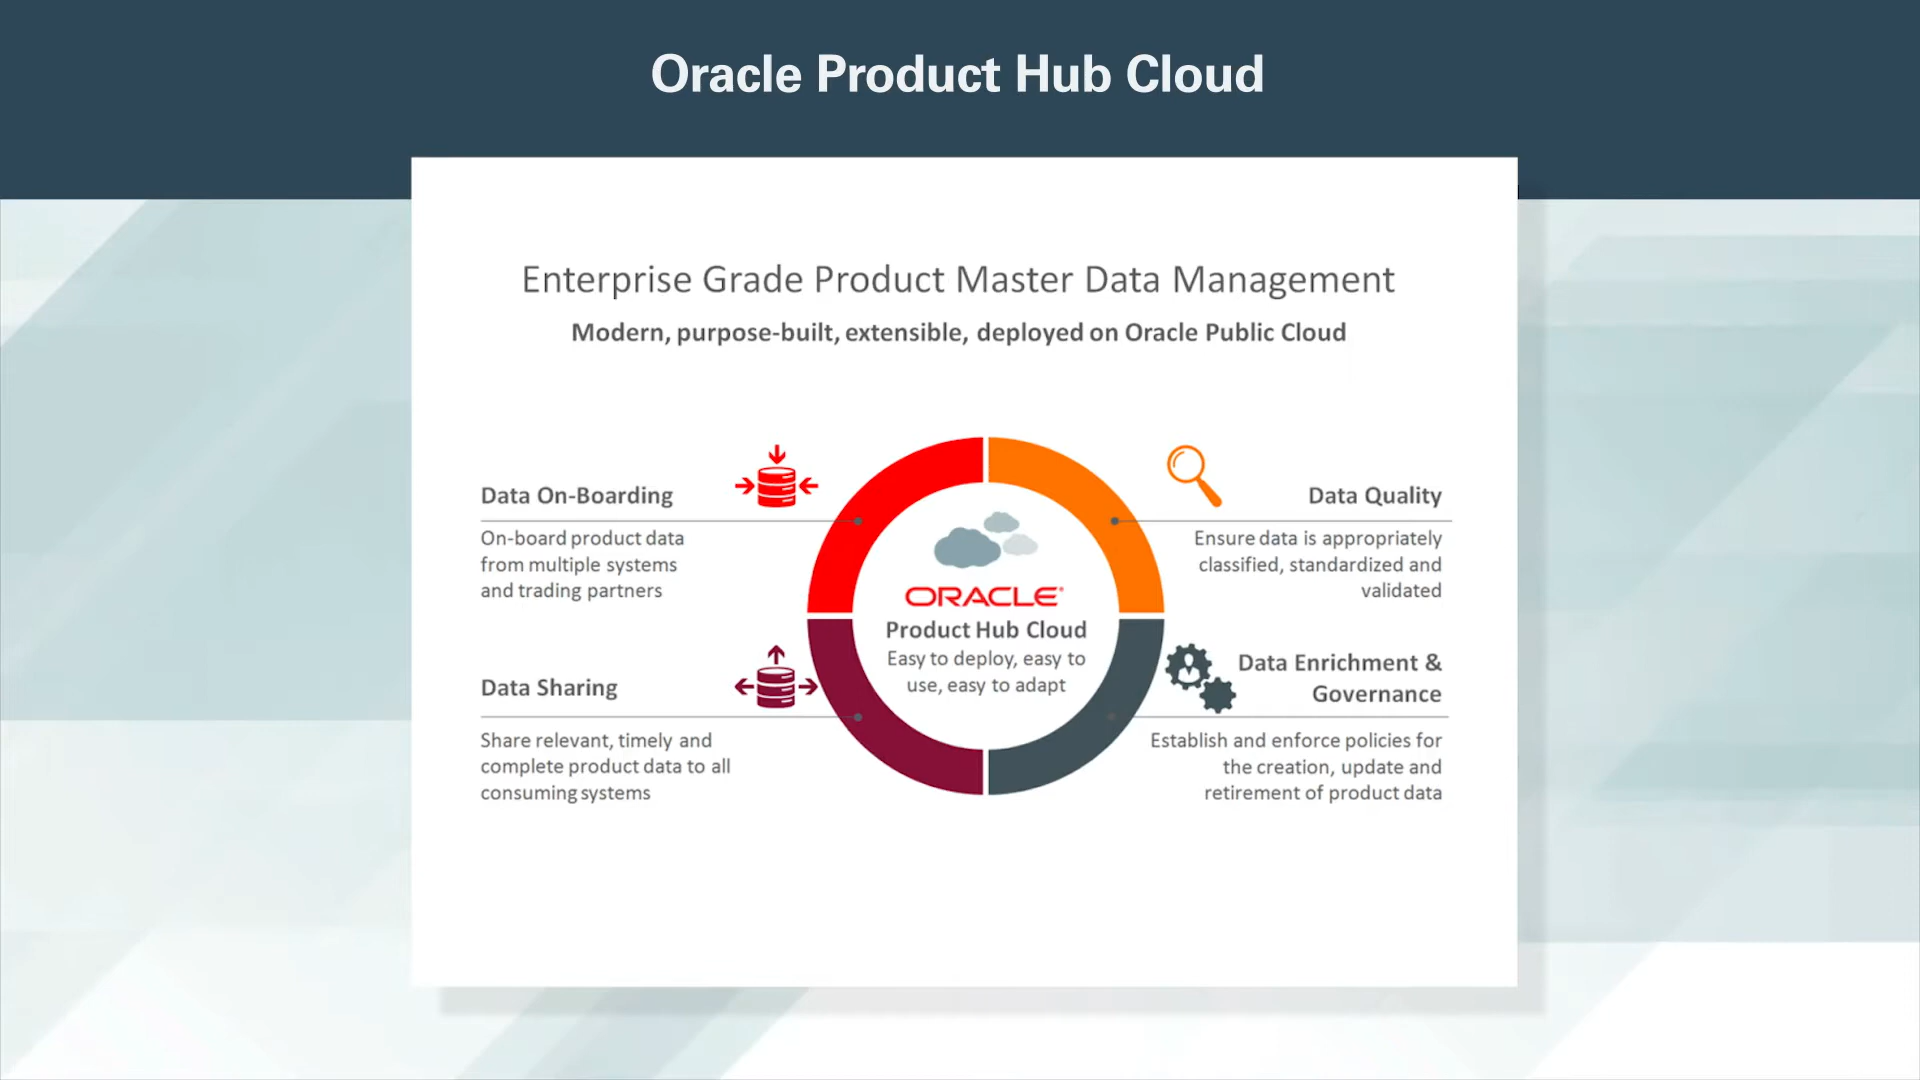 Oracle Product Hub Cloud
Enterprise Grade Product Master Data Management
Modern, purpose-built, extensible, deployed on Oracle Public Cloud
Data On-Boarding
On-board product data
from multiple systems
and trading partners
Data Quality
Ensure data is appropriately
classified, standardized and
validated
ORACLE®
Product Hub Cloud
Easy to deploy, easy to
use, easy to adapt
Data Sharing
Share relevant, timely and
complete product data to all
consuming systems
Data Enrichment &
Governance
Establish and enforce policies for
the creation, update and
retirement of product data